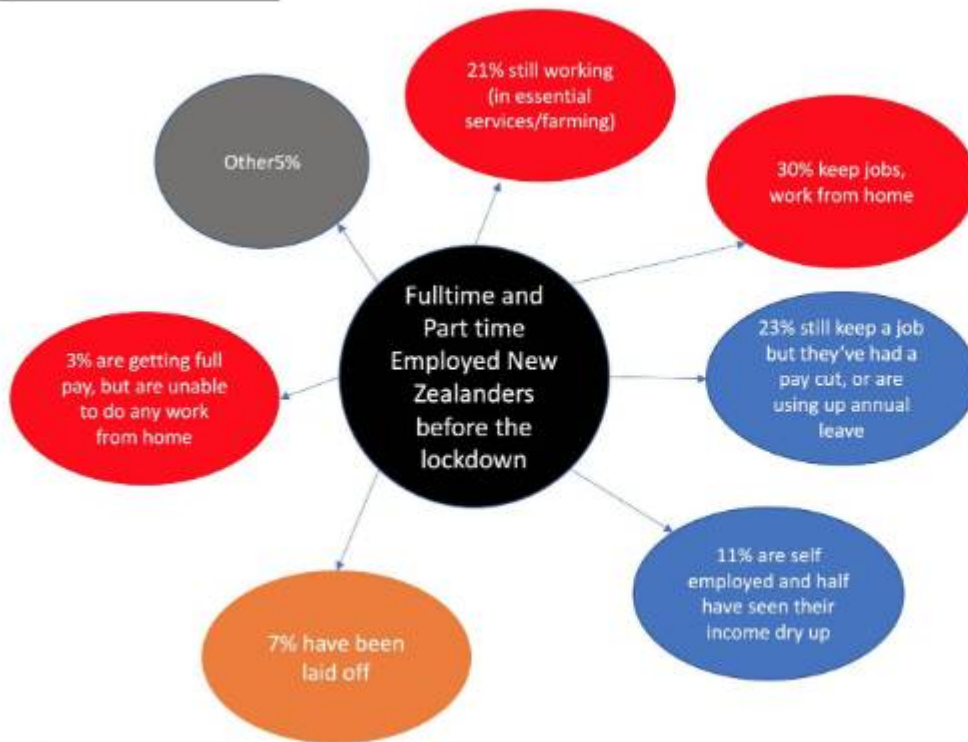 21% still working
(in essential
services/farming)
Other5%
30% keep jobs,
work from home
Fulltime and
Part time
Employed New
Zealanders
before the
lockdown
23% still keep a job
but they've had a
pay cut, or are
using up annual
leave
3% are getting full
pay, but are unable
to do any work
from home
11% are self
employed and half
have seen their
income dry up
7% have been
laid off